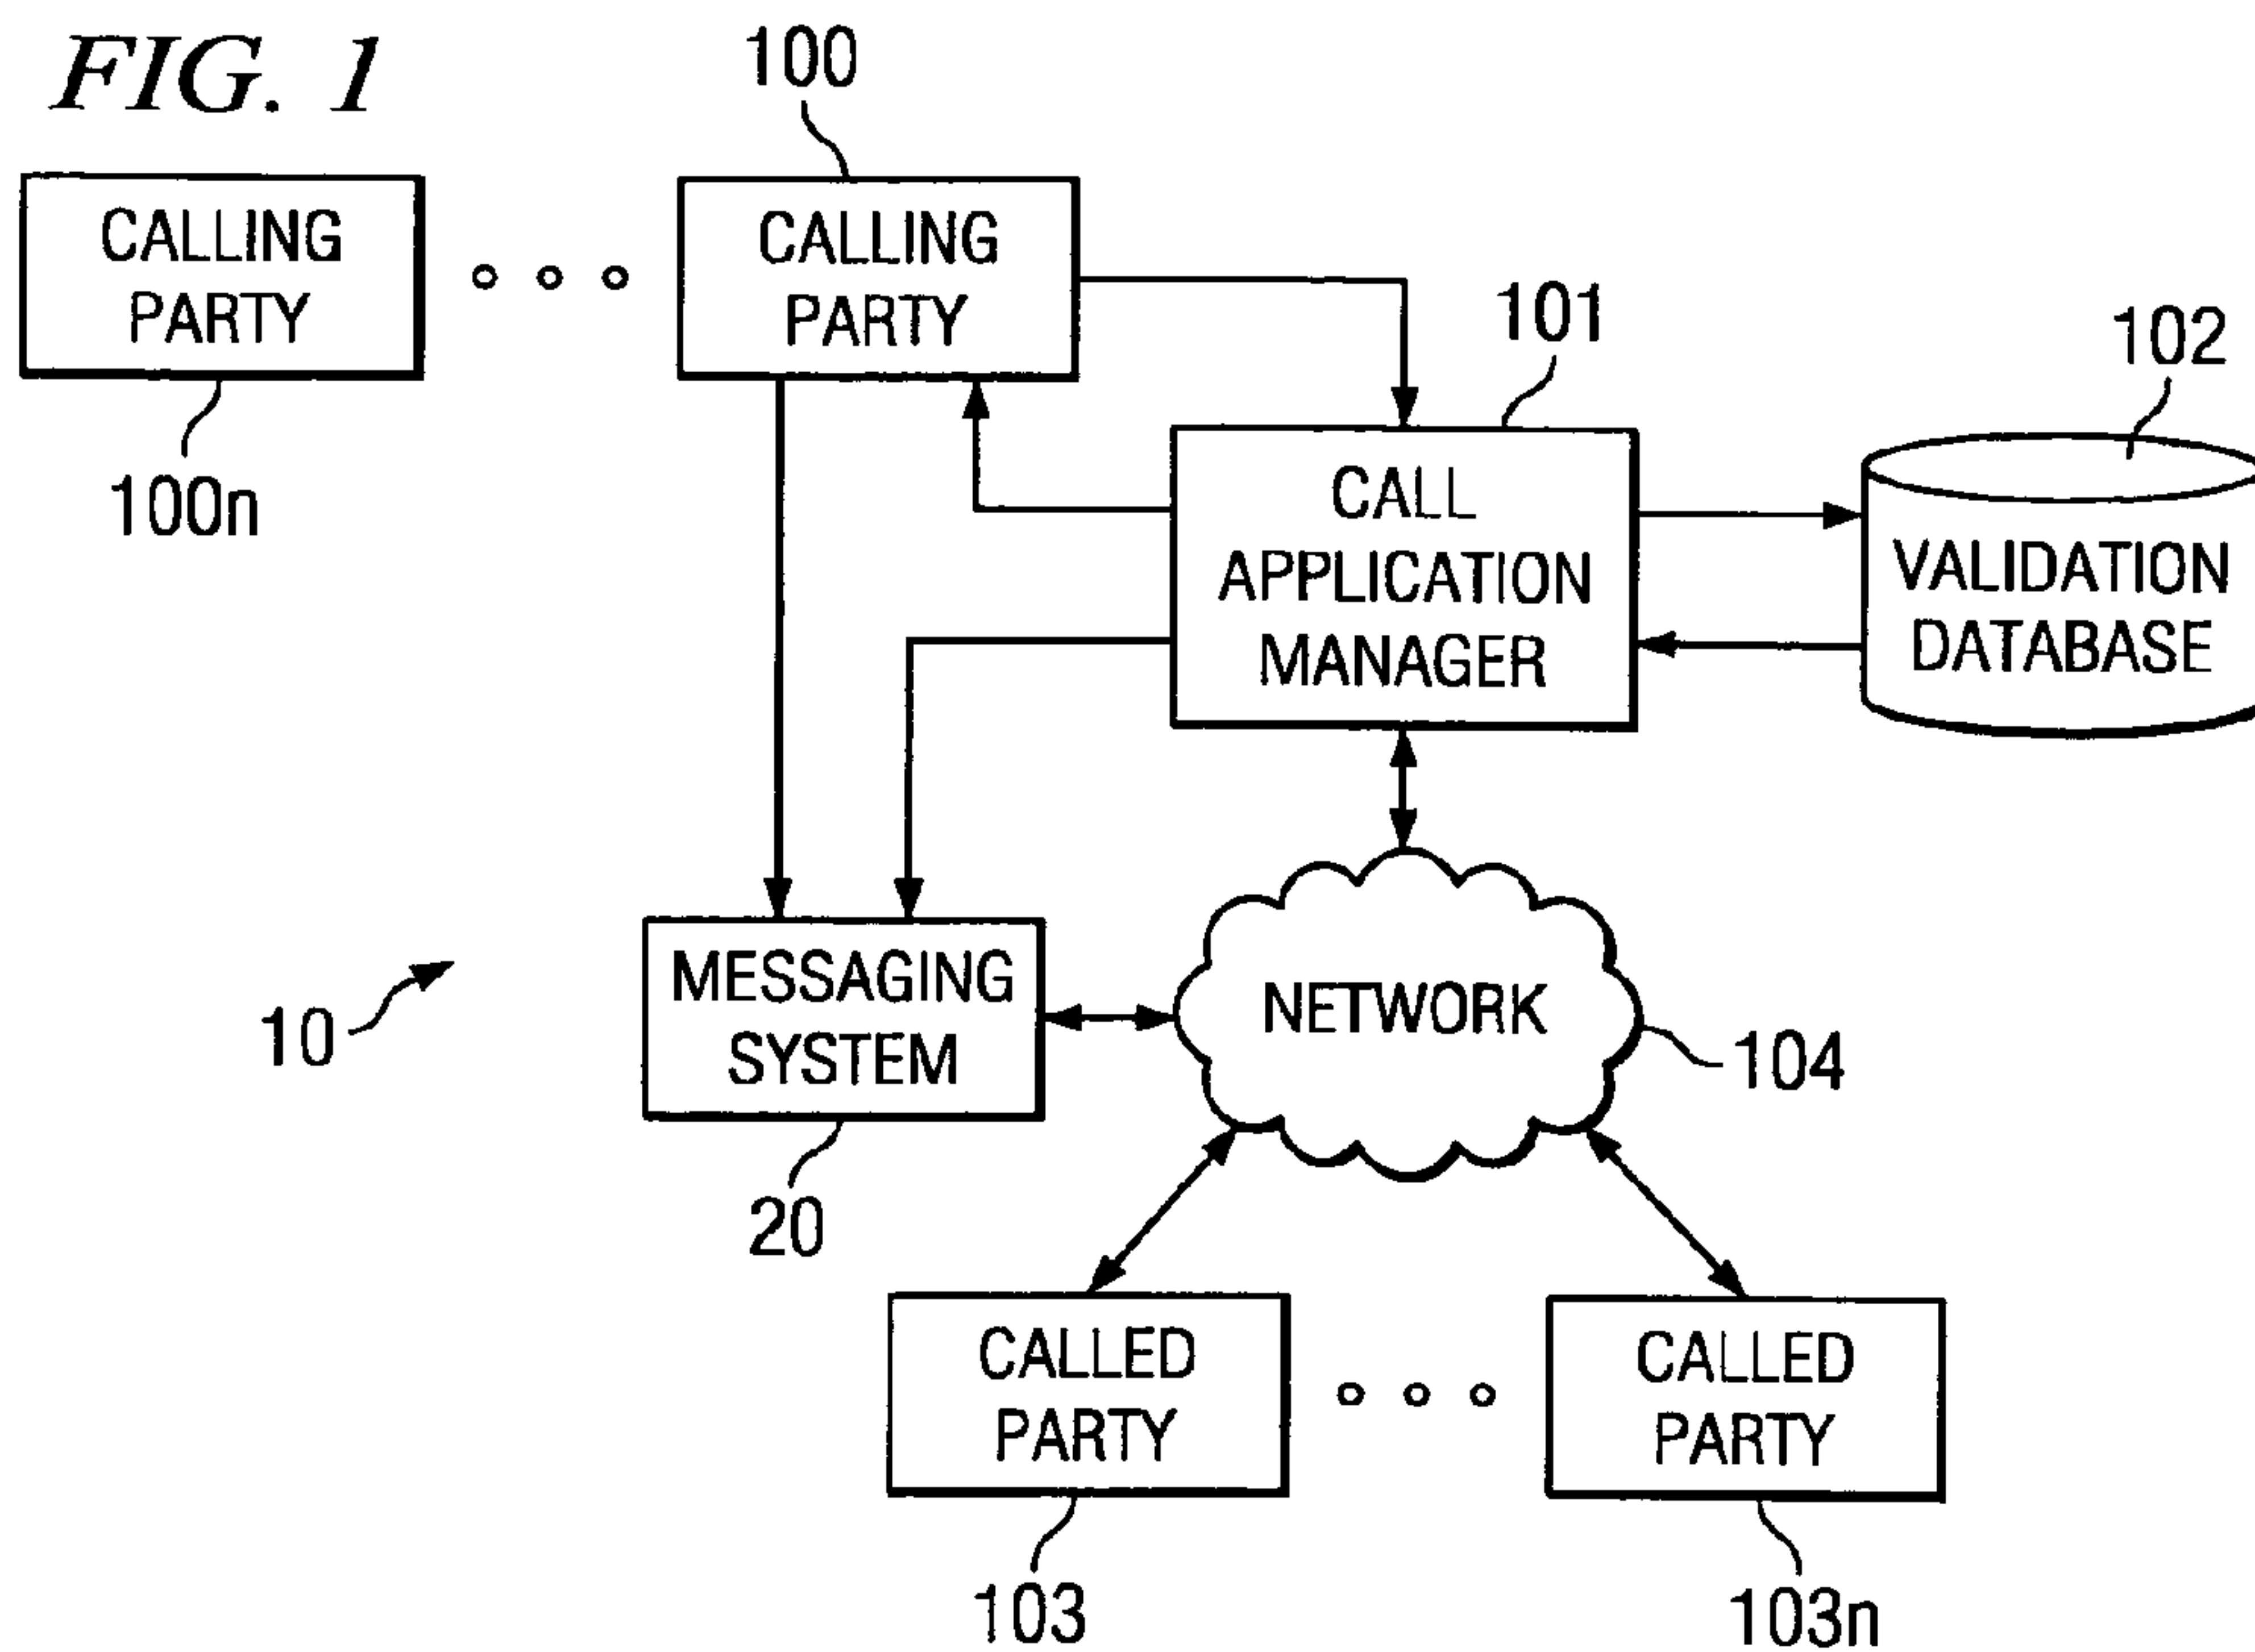 FIG. 1
100
CALLING
PARTY
100n
CALLING
PARTY
101
102
CALL
APPLICATION
MANAGER
VALIDATION
DATABASE
10
MESSAGING
SYSTEM
20
NETWORK
104
CALLED
PARTY
103
CALLED
PARTY
103n